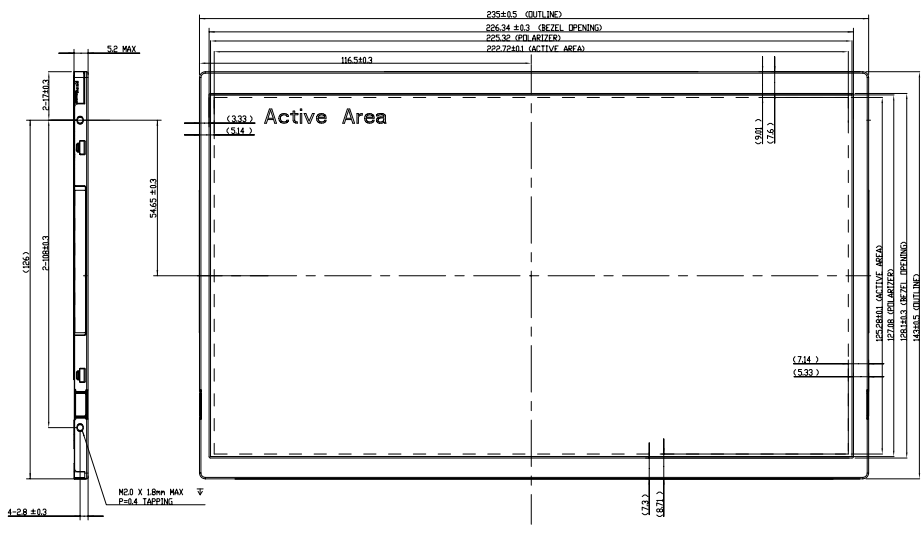 235±0.5 (OUTLINE)
226.34 ±0.3 (BEZEL OPENING)
225.32 (POLARIZER)
222.72±0.1 (ACTIVE AREA)
5.2 MAX
116.5±0.3
2-17±0.3
(3.33 )
(5.14 )
Active Area
(9.01 )
(7.6 )
54.65 ±0.3
(126)
2-108±0.3
125.28±0.1 (ACTIVE AREA)
127.08 (POLARIZER)
128.1±0.3 (BEZEL OPENING)
143±0.5 (OUTLINE)
(7.14 )
(5.33 )
M2.0 X 1.8mm MAX
P=0.4 TAPPING
(7.3 )
(8.71 )
4-2.8 ±0.3